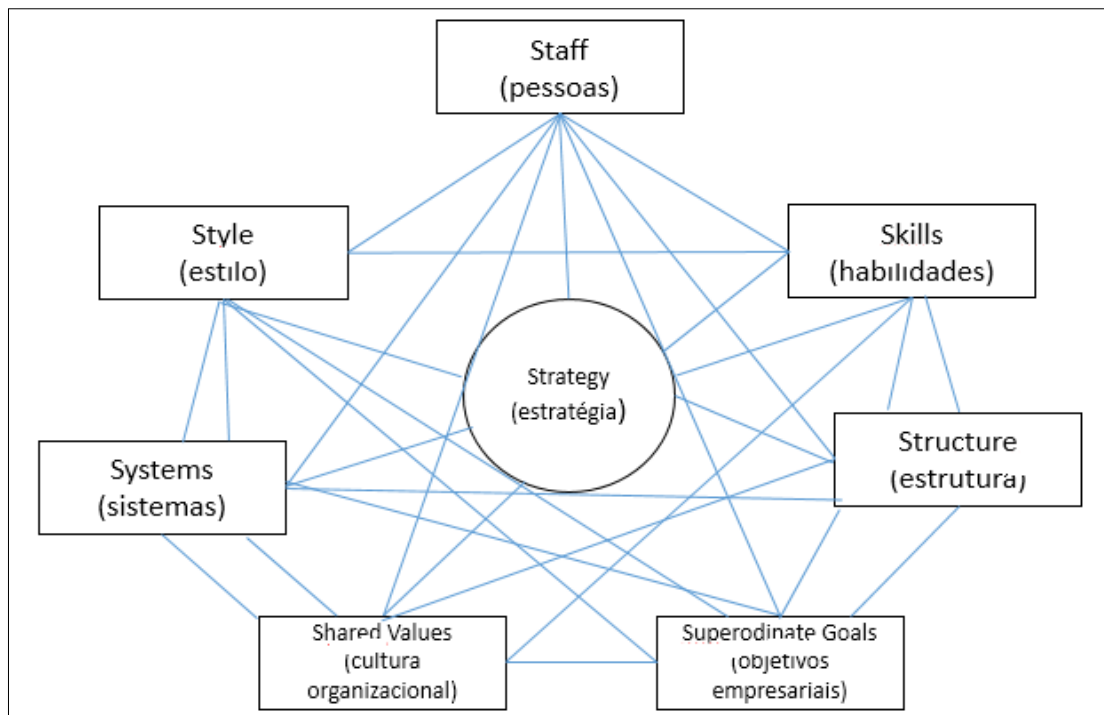 Staff
(pessoas)
Style
(estilo)
Skills
(habilidades)
Strategy
(estratégia)
Systems
(sistemas)
Structure
(estrutura)
Shared Values
(cultura
organizacional)
Superodinate Goals
(objetivos
empresariais)